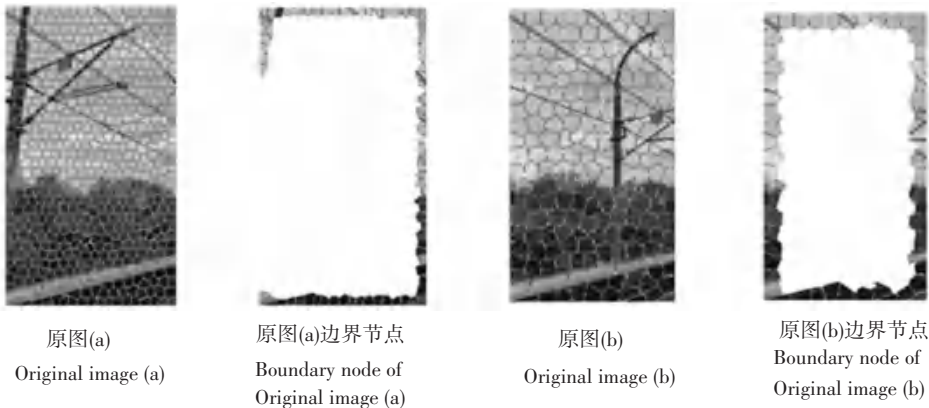 原图(a)
Original image (a)
原图(a)边界节点
Boundary node of
Original image (a)
原图(b)
Original image (b)
原图(b)边界节点
Boundary node of
Original image (b)